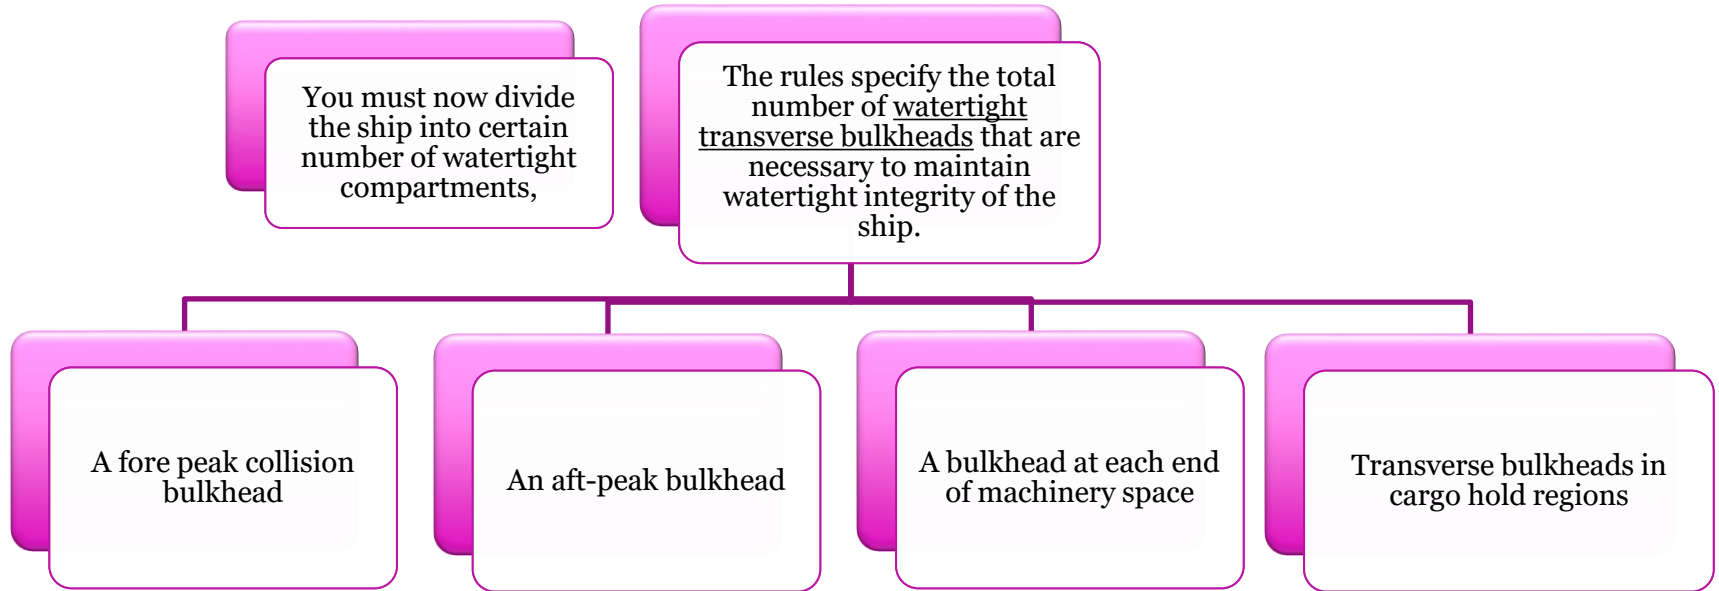 You must now divide
the ship into certain
number of watertight
compartments,
The rules specify the total
number of watertight
transverse bulkheads that are
necessary to maintain
watertight integrity of the
ship.
A fore peak collision
bulkhead
An aft-peak bulkhead
A bulkhead at each end
of machinery space
Transverse bulkheads in
cargo hold regions